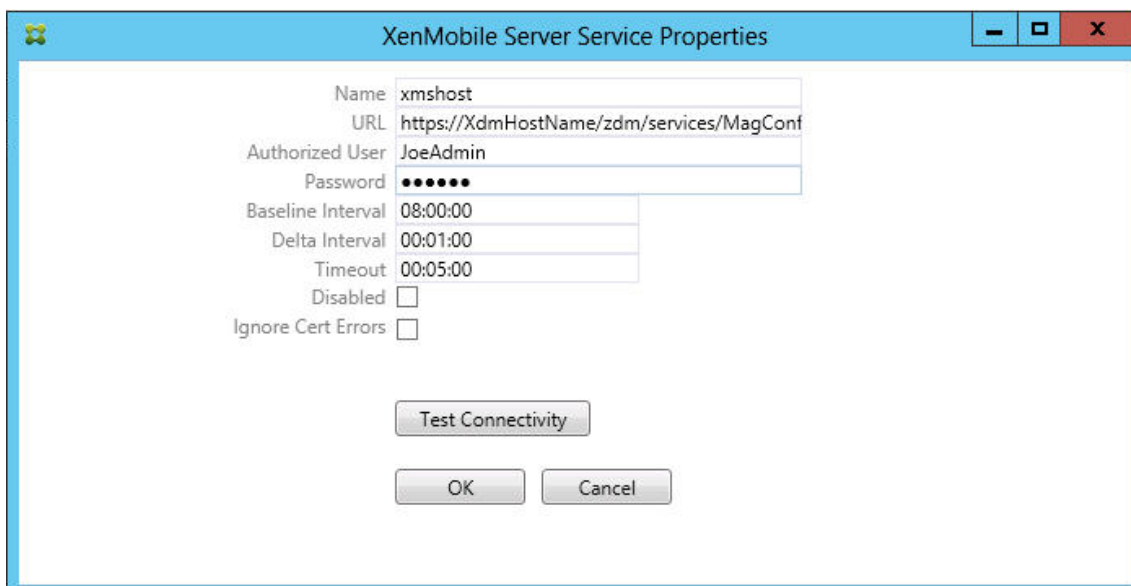 XenMobile Server Service Properties
Name xmshost
URL https://XdmHostName/zdm/services/MagConf
Authorized User JoeAdmin
Password ●●●●●●
Baseline Interval 08:00:00
Delta Interval 00:01:00
Timeout 00:05:00
Disabled
Ignore Cert Errors
Test Connectivity
OK Cancel